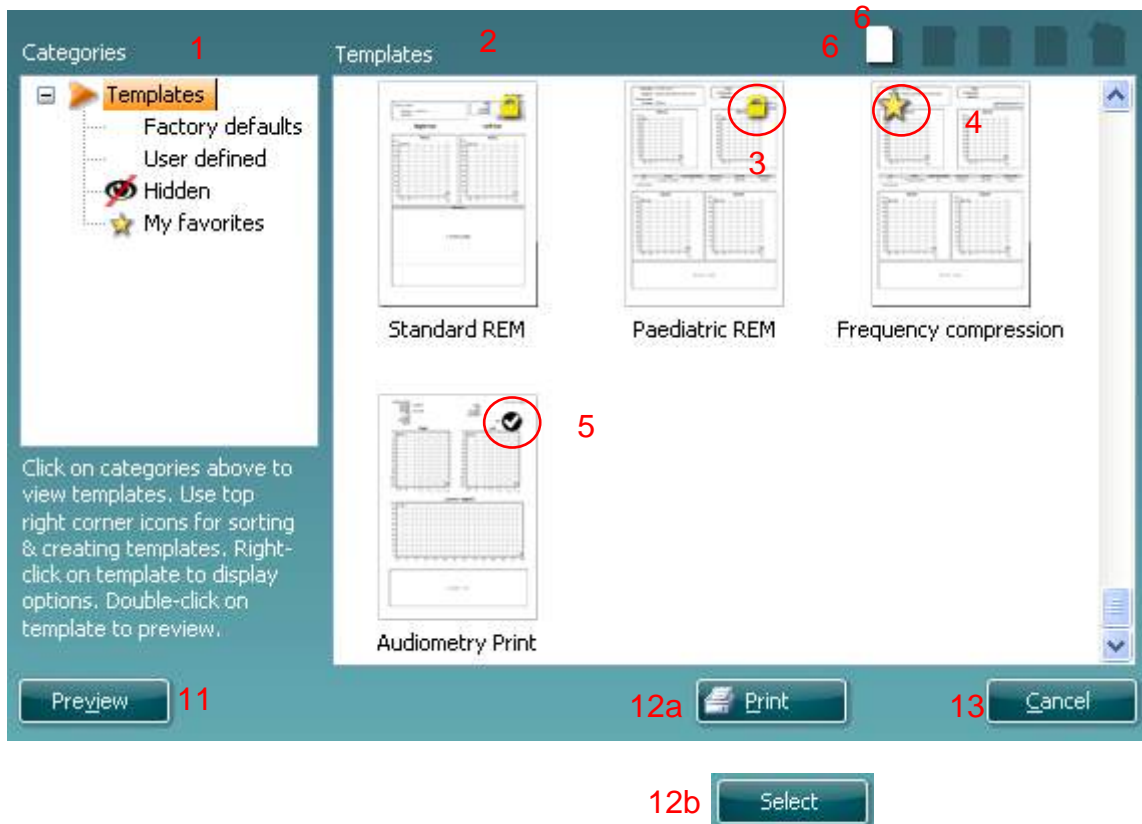 6
Categories 1 Templates 2 6
Templates
Factory defaults
User defined
Hidden
My favorites
3
4
Standard REM Paediatric REM Frequency compression
5
Audiometry Print
Click on categories above to
view templates. Use top
right corner icons for sorting
& creating templates. Right-
click on template to display
options. Double-click on
template to preview.
Preview 11 12a Print 13 Cancel
12b Select